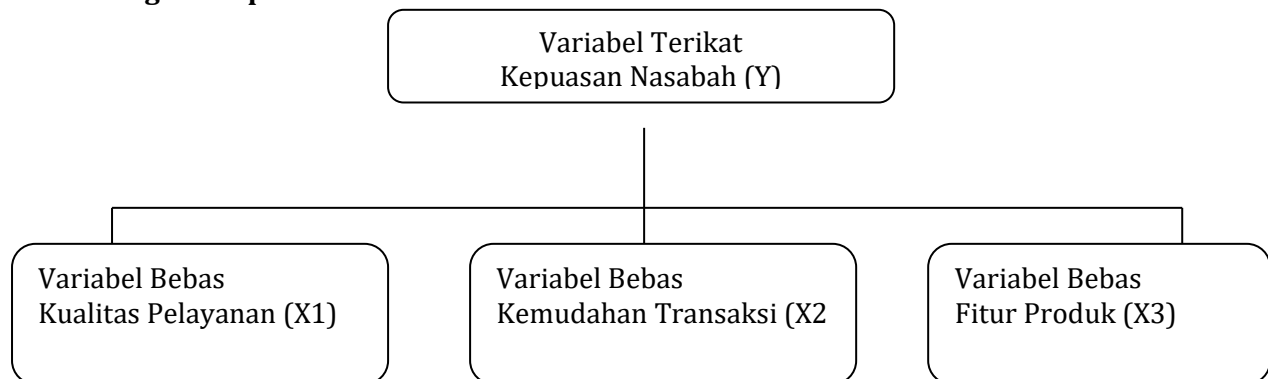 Variabel Terikat
Kepuasan Nasabah (Y)
Variabel Bebas
Kualitas Pelayanan (X1)
Variabel Bebas
Kemudahan Transaksi (X2
Variabel Bebas
Fitur Produk (X3)